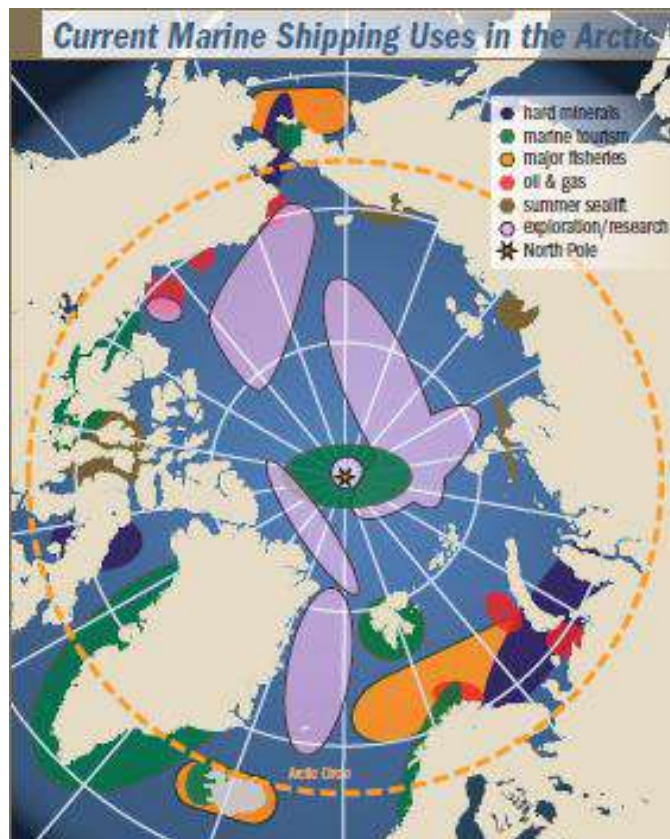 Current Marine Shipping Uses in the Arctic
hard minerals
marine tourism
major fisheries
oil & gas
summer sealift
exploration/research
North Pole
Arctic Circle